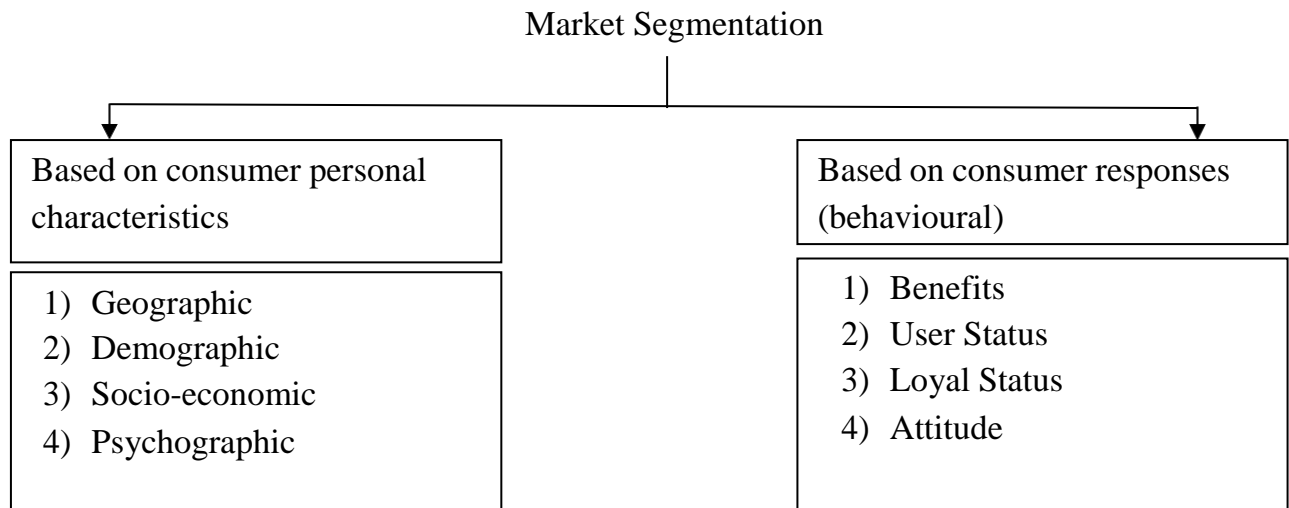 Market Segmentation
Based on consumer personal
characteristics
1) Geographic
2) Demographic
3) Socio-economic
4) Psychographic
Based on consumer responses
(behavioural)
1) Benefits
2) User Status
3) Loyal Status
4) Attitude